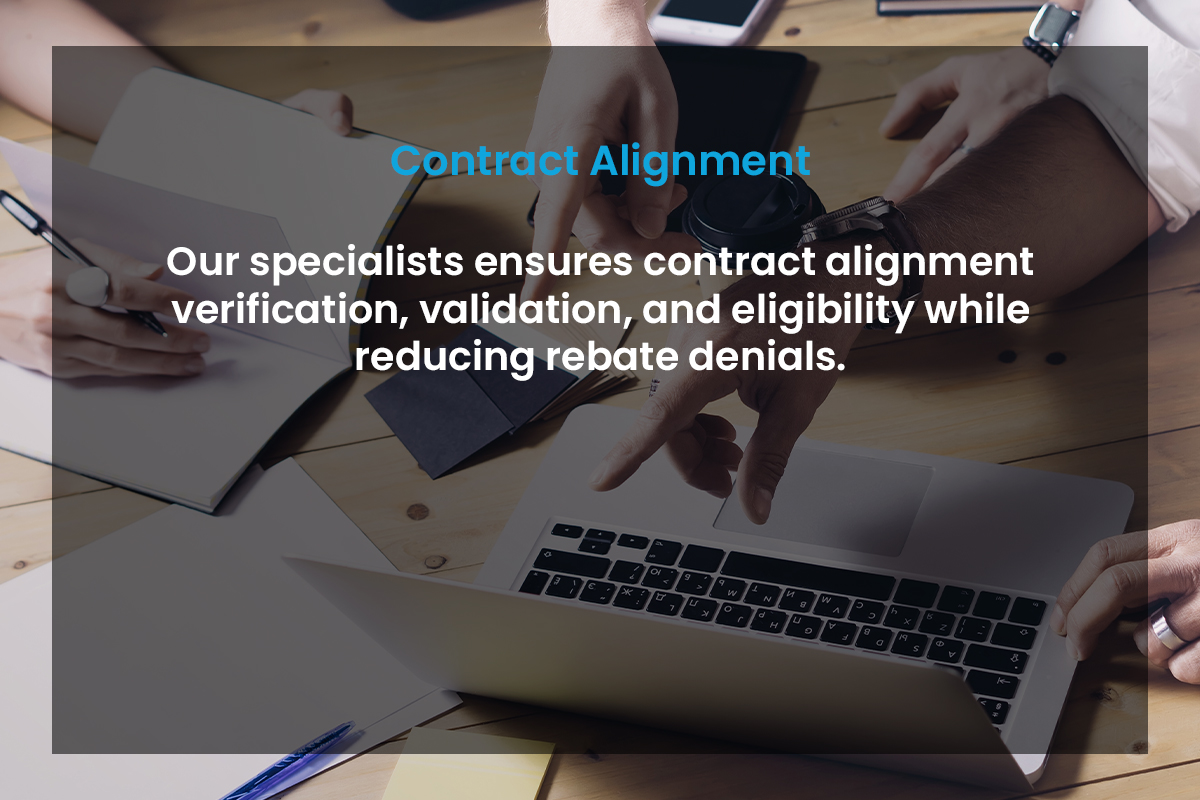 Contract Alignment
Our specialists ensures contract alignment
verification, validation, and eligibility while
reducing rebate denials.